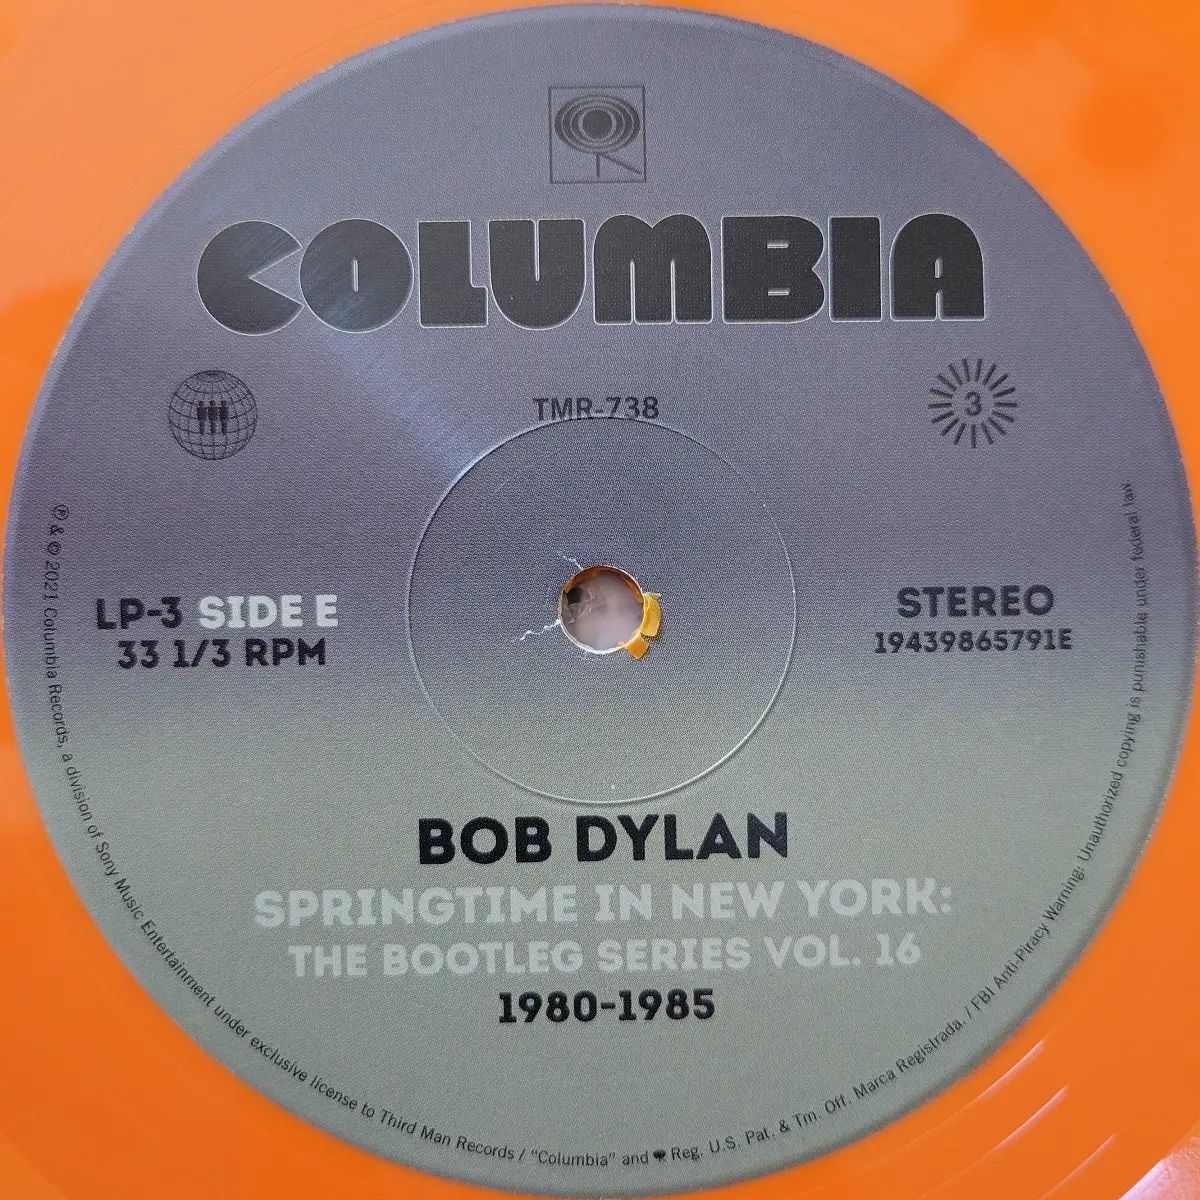 COLUMBIA
TMR-738
3
LP-3 SIDE E
33 1/3 RPM
STEREO
19439865791E
BOB DYLAN
SPRINGTIME IN NEW YORK:
THE BOOTLEG SERIES VOL. 16
1980-1985
℗ & © 2021 Columbia Records, a division of Sony Music Entertainment under exclusive license to Third Man Records / "Columbia" and Reg. U.S. Pat. & Tm. Off. Marca Registrada. / FBI Anti-Piracy Warning: Unauthorized copying is punishable under federal law.